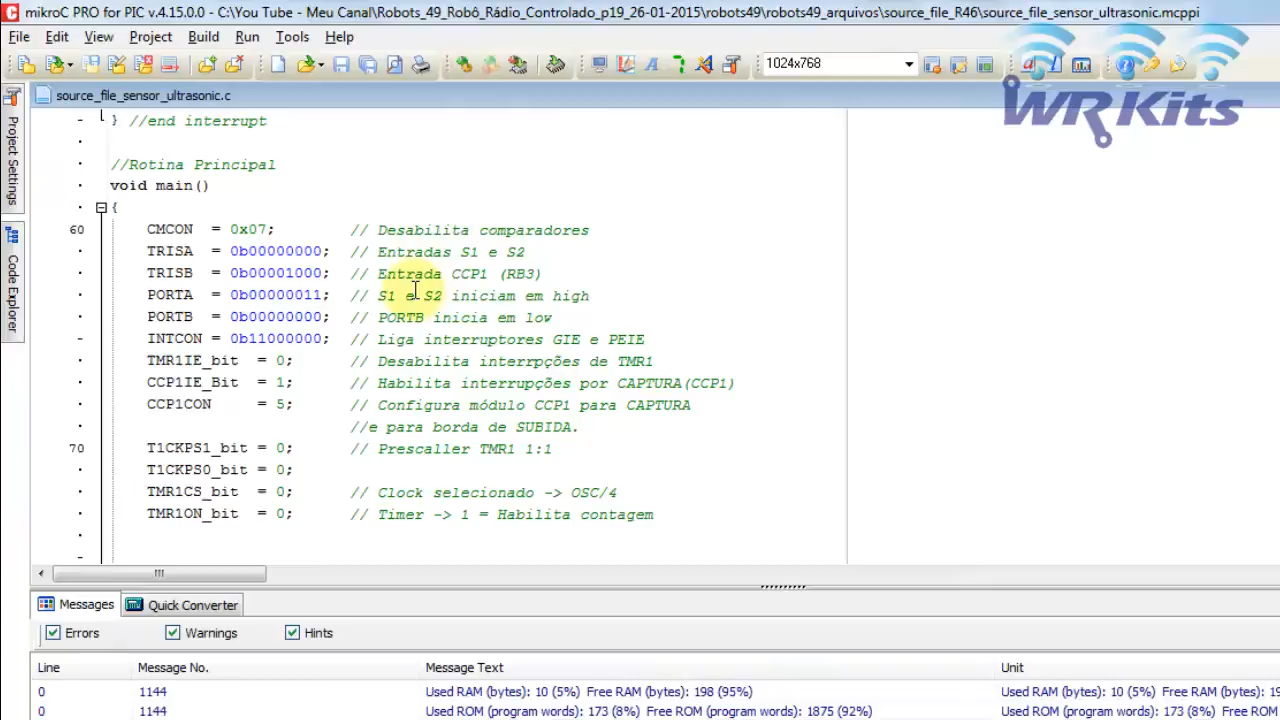 mikroC PRO for PIC v.4.15.0.0 - C:\You Tube - Meu Canal\Robots_49_Robô_Rádio_Controlado_p19_26-01-2015\robots49\robots49_arquivos\source_file_R46\source_file_sensor_ultrasonic.mcppi
File Edit View Project Build Run Tools Help
1024x768
WR Kits
source_file_sensor_ultrasonic.c
Project Settings
Code Explorer
} //end interrupt
//Rotina Principal
void main()
{
60 CMCON = 0x07; // Desabilita comparadores
TRISA = 0b00000000; // Entradas S1 e S2
TRISB = 0b00001000; // Entrada CCP1 (RB3)
PORTA = 0b00000011; // S1 e S2 iniciam em high
PORTB = 0b00000000; // PORTB inicia em low
INTCON = 0b11000000; // Liga interruptores GIE e PEIE
TMR1IE_bit = 0; // Desabilita interrpções de TMR1
CCP1IE_Bit = 1; // Habilita interrupções por CAPTURA(CCP1)
CCP1CON = 5; // Configura módulo CCP1 para CAPTURA
//e para borda de SUBIDA.
70 T1CKPS1_bit = 0; // Prescaller TMR1 1:1
T1CKPS0_bit = 0;
TMR1CS_bit = 0; // Clock selecionado -> OSC/4
TMR1ON_bit = 0; // Timer -> 1 = Habilita contagem
Messages Quick Converter
Errors Warnings Hints
Line Message No. Message Text Unit
0 1144 Used RAM (bytes): 10 (5%) Free RAM (bytes): 198 (95%) Used RAM (bytes): 10 (5%) Free RAM (bytes): 19
0 1144 Used ROM (program words): 173 (8%) Free ROM (program words): 1875 (92%) Used ROM (program words): 173 (8%) Free ROM